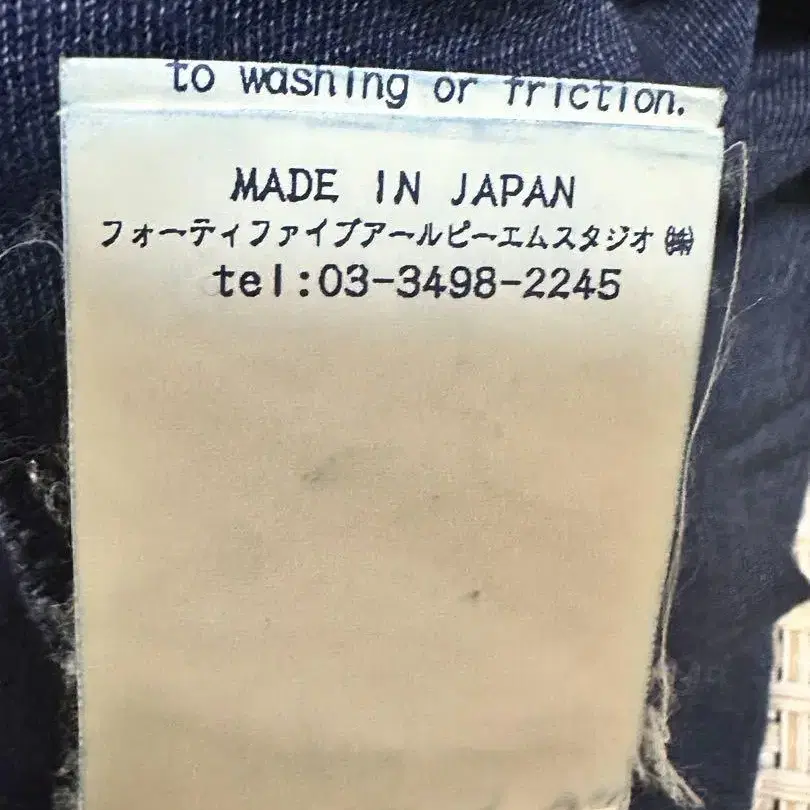 to washing or friction.
MADE IN JAPAN
フォーティファイブアールピーエムスタジオ㈱
tel:03-3498-2245